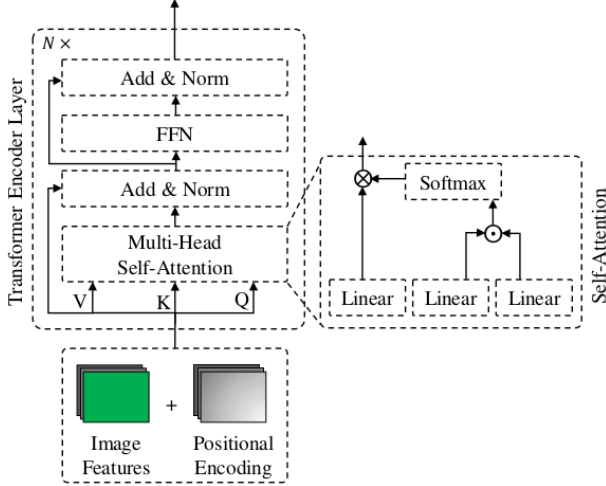 N ×
Add & Norm
FFN
Add & Norm
Multi-Head
Self-Attention
V K Q
Transformer Encoder Layer
Image
Features
+
Positional
Encoding
Softmax
Linear Linear Linear
Self-Attention